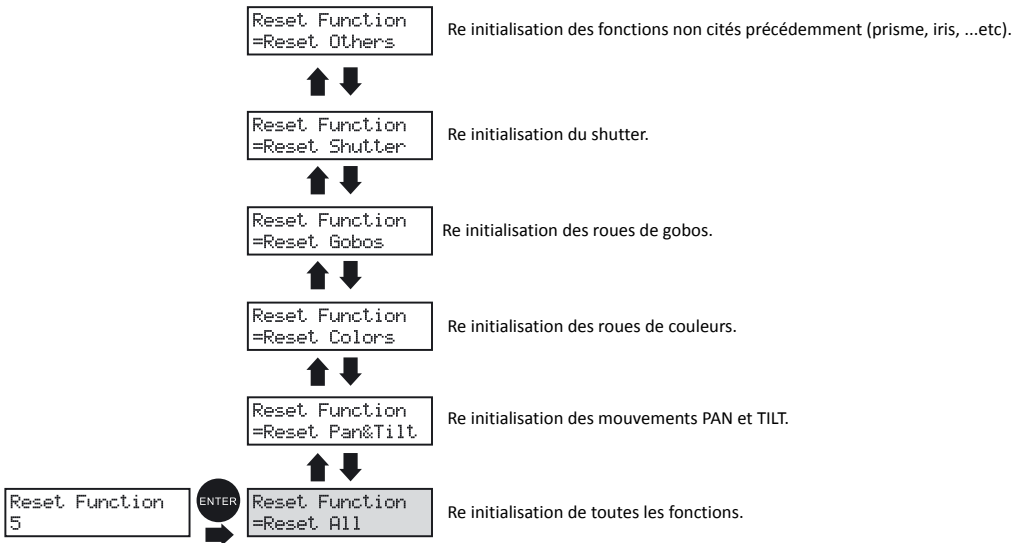 Reset Function
=Reset Others
Re initialisation des fonctions non cités précédemment (prisme, iris, ...etc).
Reset Function
=Reset Shutter
Re initialisation du shutter.
Reset Function
=Reset Gobos
Re initialisation des roues de gobos.
Reset Function
=Reset Colors
Re initialisation des roues de couleurs.
Reset Function
=Reset Pan&Tilt
Re initialisation des mouvements PAN et TILT.
Reset Function
5
ENTER
Reset Function
=Reset All
Re initialisation de toutes les fonctions.